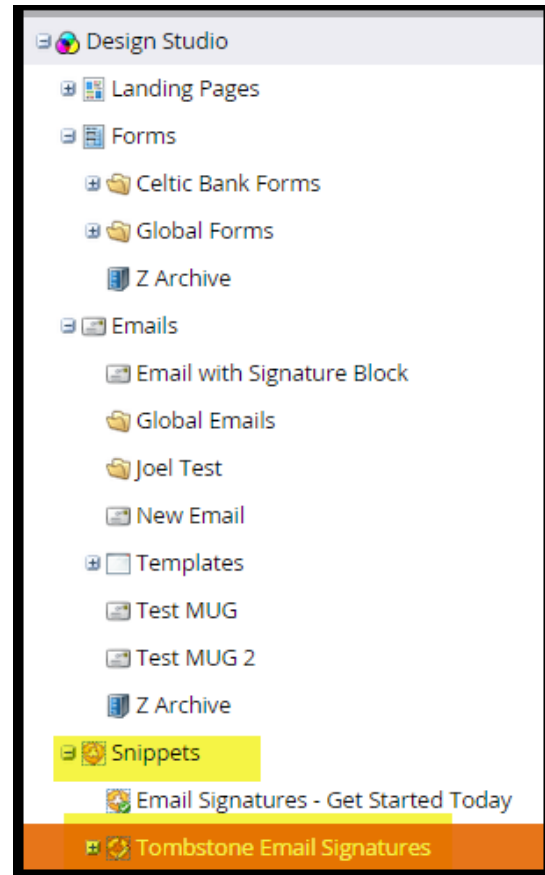 Design Studio
Landing Pages
Forms
Celtic Bank Forms
Global Forms
Z Archive
Emails
Email with Signature Block
Global Emails
Joel Test
New Email
Templates
Test MUG
Test MUG 2
Z Archive
Snippets
Email Signatures - Get Started Today
Tombstone Email Signatures